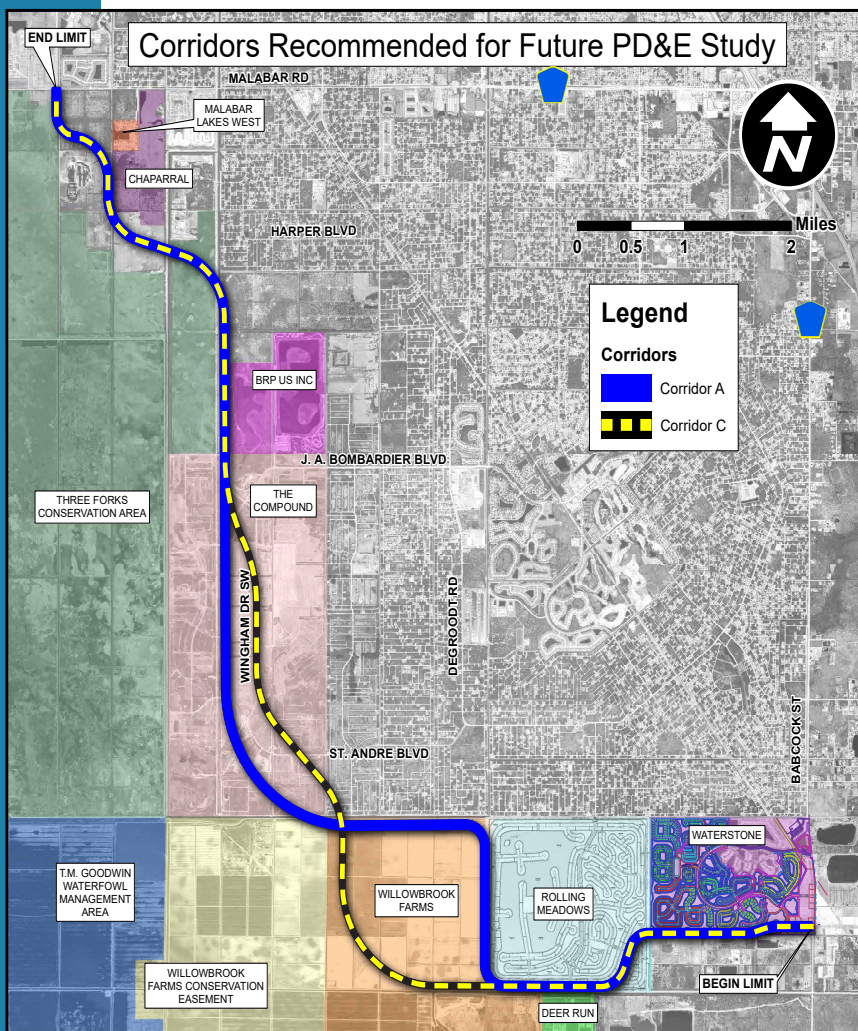 Corridors Recommended for Future PD&E Study
END LIMIT
MALABAR RD
MALABAR
LAKES WEST
CHAPARRAL
N
HARPER BLVD
Miles
0 0.5 1 2
Legend
Corridors
Corridor A
Corridor C
BRP US INC
J. A. BOMBARDIER BLVD
THREE FORKS
CONSERVATION AREA
THE
COMPOUND
WINGHAM DR SW
DEGROODT RD
BABCOCK ST
ST. ANDRE BLVD
WATERSTONE
T.M. GOODWIN
WATERFOWL
MANAGEMENT
AREA
WILLOWBROOK
FARMS
ROLLING
MEADOWS
WILLOWBROOK
FARMS CONSERVATION
EASEMENT
BEGIN LIMIT
DEER RUN